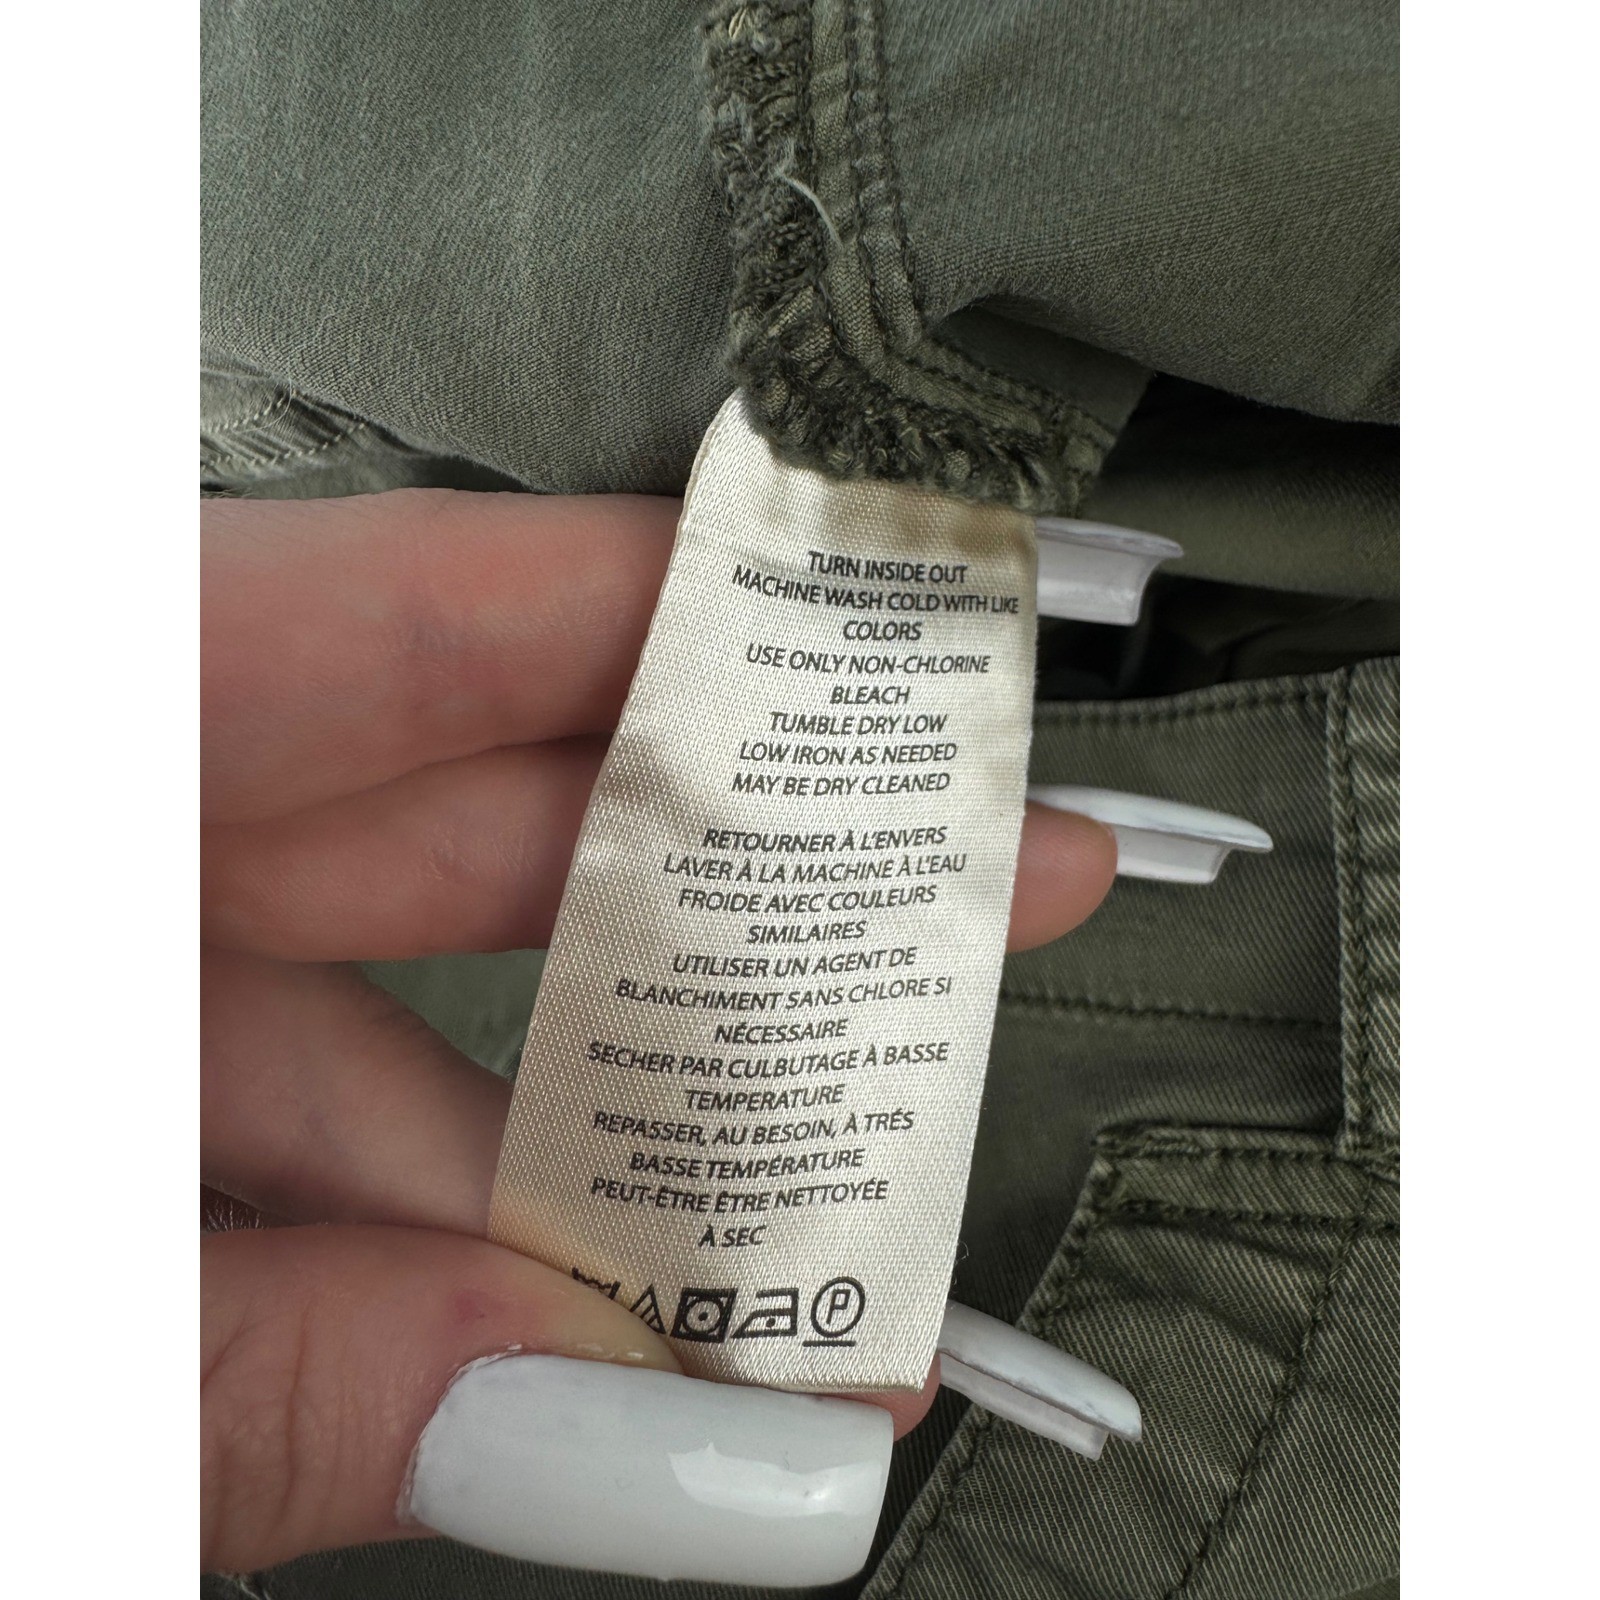 TURN INSIDE OUT
MACHINE WASH COLD WITH LIKE
COLORS
USE ONLY NON-CHLORINE
BLEACH
TUMBLE DRY LOW
LOW IRON AS NEEDED
MAY BE DRY CLEANED
RETOURNER À L'ENVERS
LAVER À LA MACHINE À L'EAU
FROIDE AVEC COULEURS
SIMILAIRES
UTILISER UN AGENT DE
BLANCHIMENT SANS CHLORE SI
NÉCESSAIRE
SECHER PAR CULBUTAGE À BASSE
TEMPERATURE
REPASSER, AU BESOIN, À TRÉS
BASSE TEMPÉRATURE
PEUT-ÊTRE ÊTRE NETTOYÉE
À SEC
P